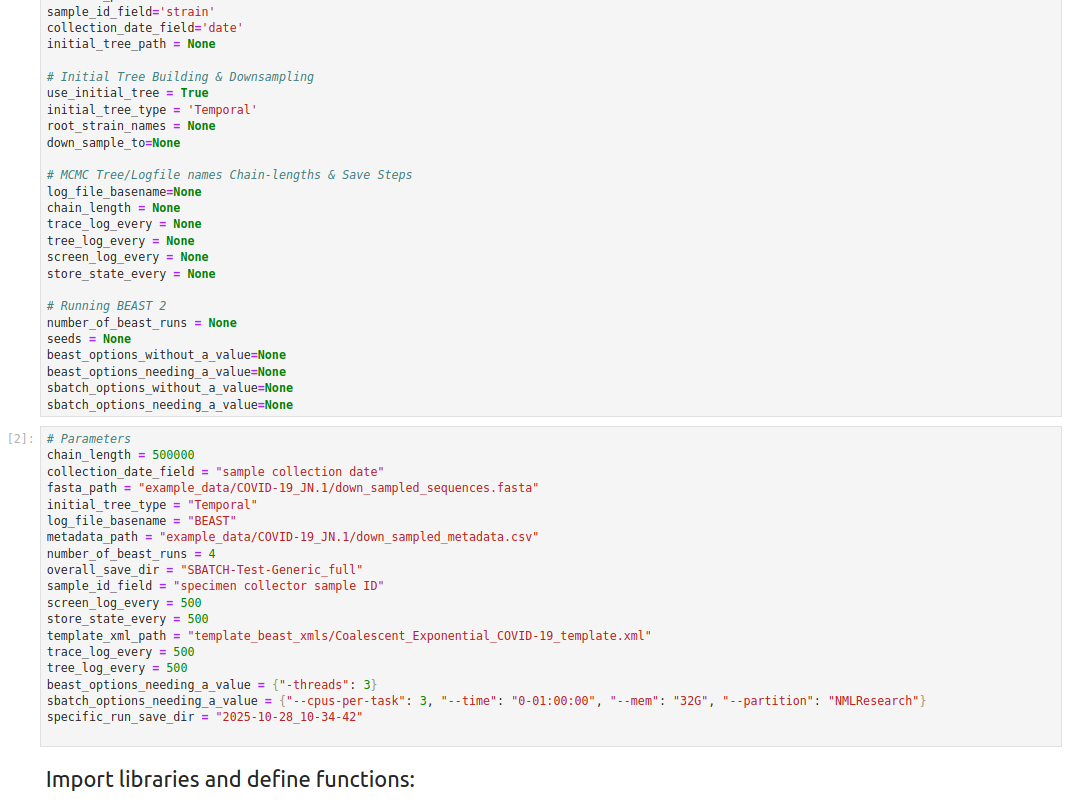 sample_id_field='strain'
collection_date_field='date'
initial_tree_path = None
# Initial Tree Building & Downsampling
use_initial_tree = True
initial_tree_type = 'Temporal'
root_strain_names = None
down_sample_to=None
# MCMC Tree/Logfile names Chain-lengths & Save Steps
log_file_basename=None
chain_length = None
trace_log_every = None
tree_log_every = None
screen_log_every = None
store_state_every = None
# Running BEAST 2
number_of_beast_runs = None
seeds = None
beast_options_without_a_value=None
beast_options_needing_a_value=None
sbatch_options_without_a_value=None
sbatch_options_needing_a_value=None
[2]: # Parameters
chain_length = 500000
collection_date_field = "sample collection date"
fasta_path = "example_data/COVID-19_JN.1/down_sampled_sequences.fasta"
initial_tree_type = "Temporal"
log_file_basename = "BEAST"
metadata_path = "example_data/COVID-19_JN.1/down_sampled_metadata.csv"
number_of_beast_runs = 4
overall_save_dir = "SBATCH-Test-Generic_full"
sample_id_field = "specimen collector sample ID"
screen_log_every = 500
store_state_every = 500
template_xml_path = "template_beast_xmls/Coalescent_Exponential_COVID-19_template.xml"
trace_log_every = 500
tree_log_every = 500
beast_options_needing_a_value = {"-threads": 3}
sbatch_options_needing_a_value = {"--cpus-per-task": 3, "--time": "0-01:00:00", "--mem": "32G", "--partition": "NMLResearch"}
specific_run_save_dir = "2025-10-28_10-34-42"
Import libraries and define functions: